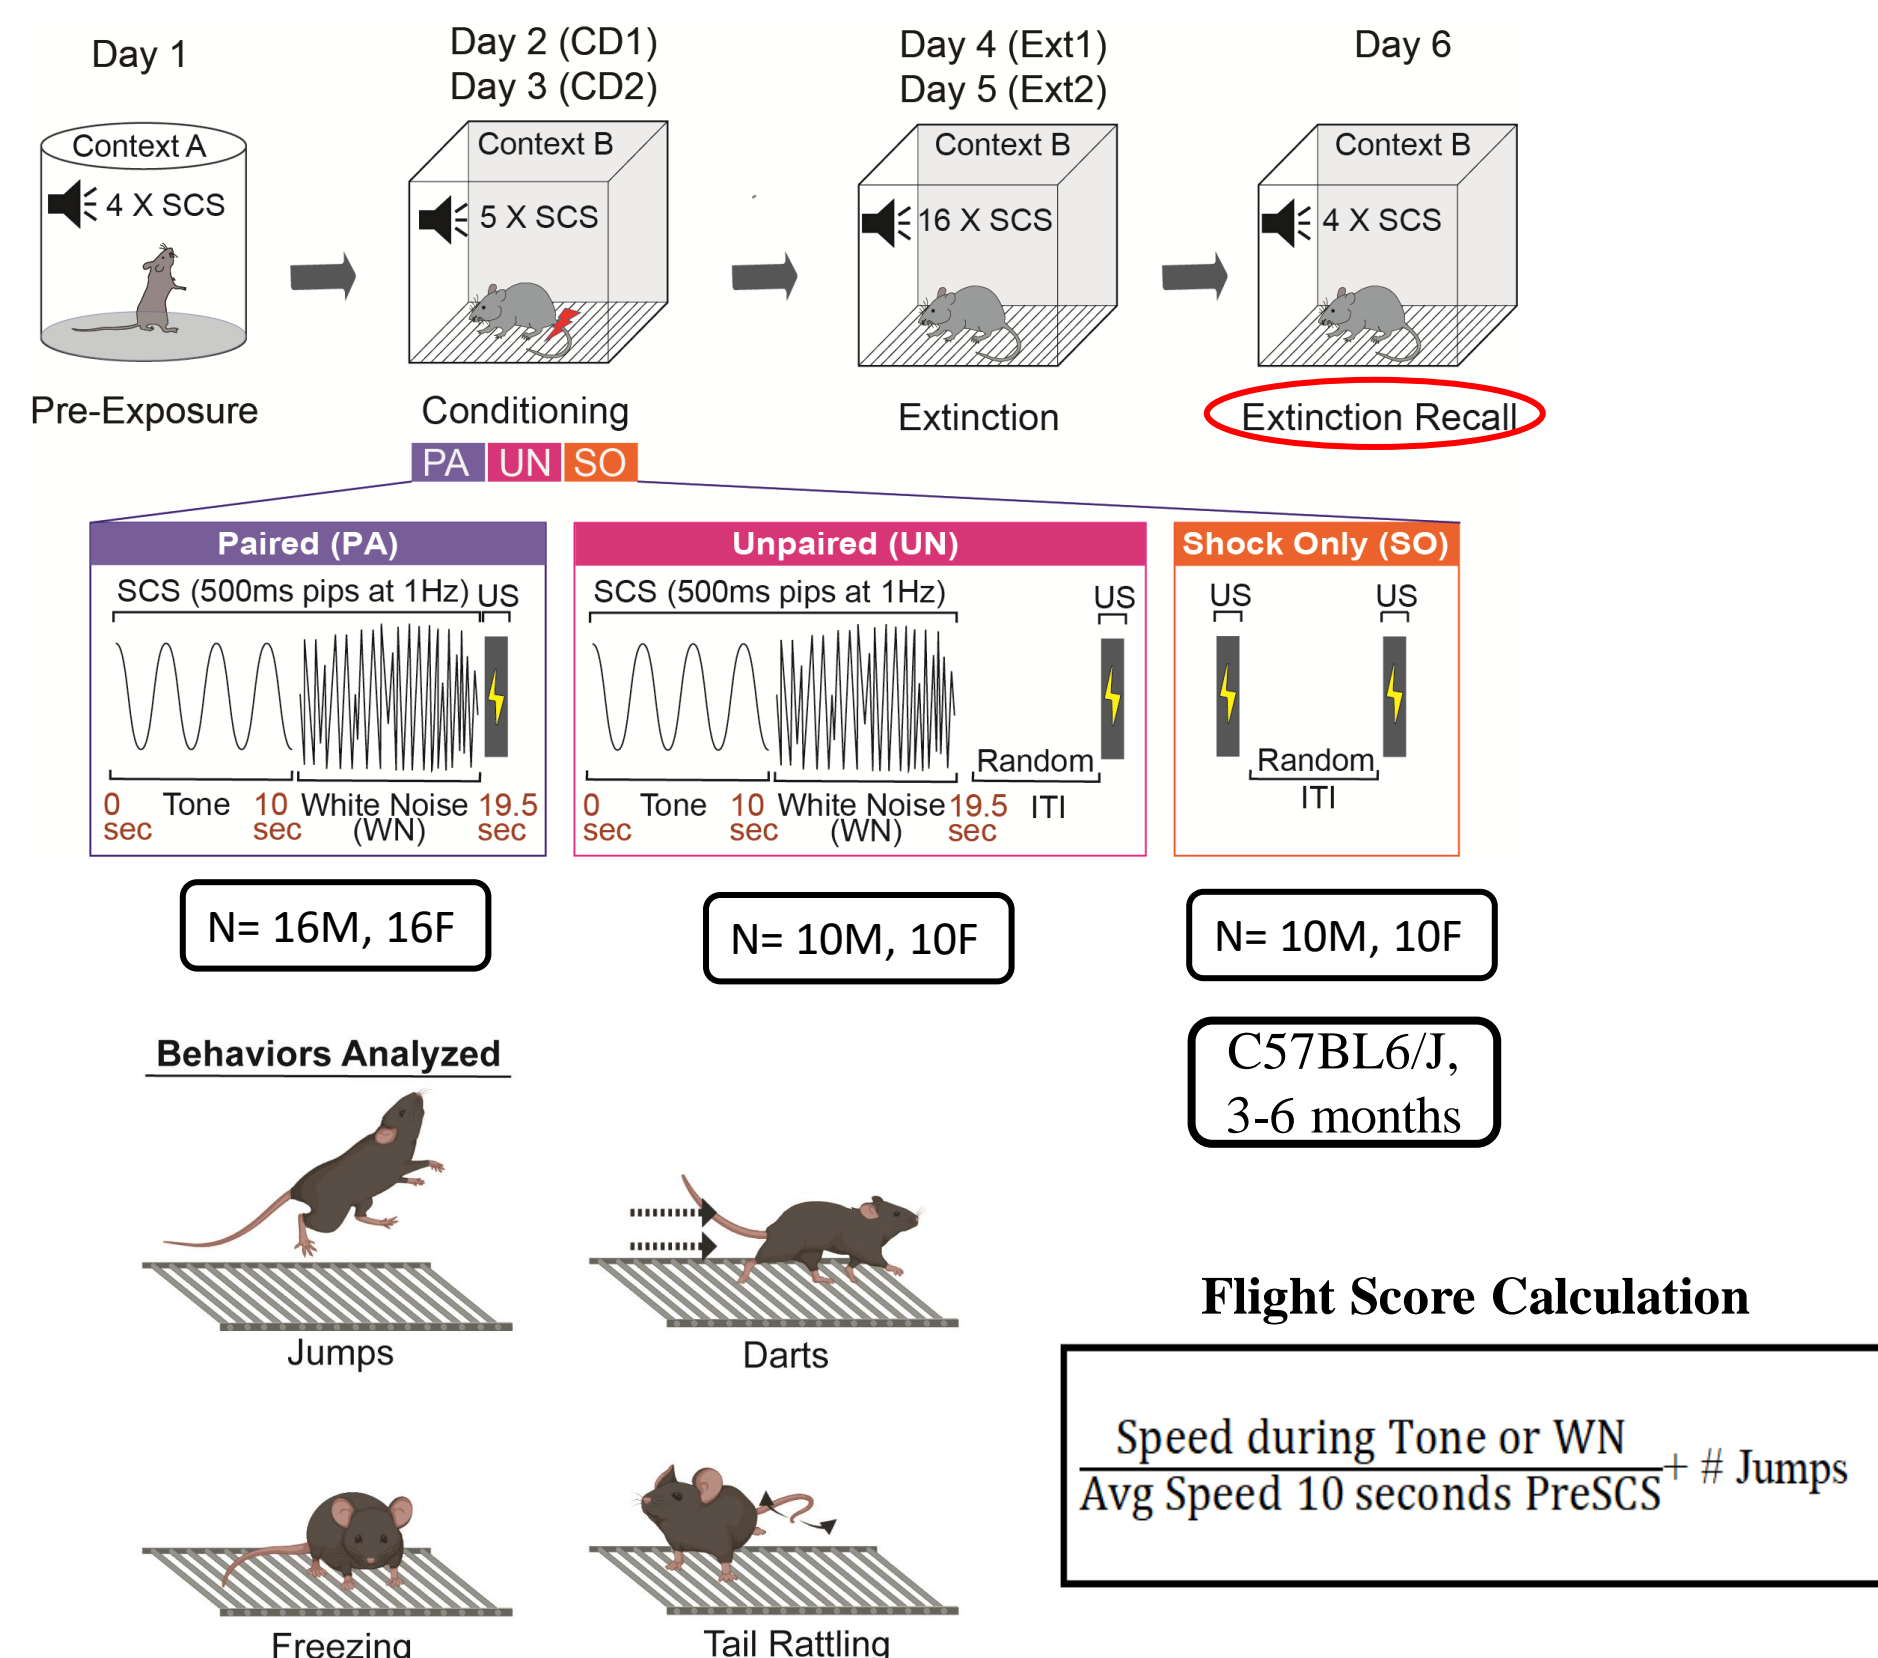 Day 1
Day 2 (CD1)
Day 3 (CD2)
Day 4 (Ext1)
Day 5 (Ext2)
Day 6
Context A
4 X SCS
Context B
5 X SCS
Context B
16 X SCS
Context B
4 X SCS
Pre-Exposure
Conditioning
Extinction
Extinction Recall
PA UN SO
Paired (PA)
SCS (500ms pips at 1Hz) US
0 Tone 10 White Noise 19.5
sec sec (WN) sec
Unpaired (UN)
SCS (500ms pips at 1Hz)
US
Random
0 Tone 10 White Noise 19.5 ITI
sec sec (WN) sec
Shock Only (SO)
US US
Random
ITI
N= 16M, 16F
N= 10M, 10F
N= 10M, 10F
C57BL6/J,
3-6 months
Behaviors Analyzed
Jumps
Darts
Freezing
Tail Rattling
Flight Score Calculation
Speed during Tone or WN
Avg Speed 10 seconds PreSCS
+ # Jumps